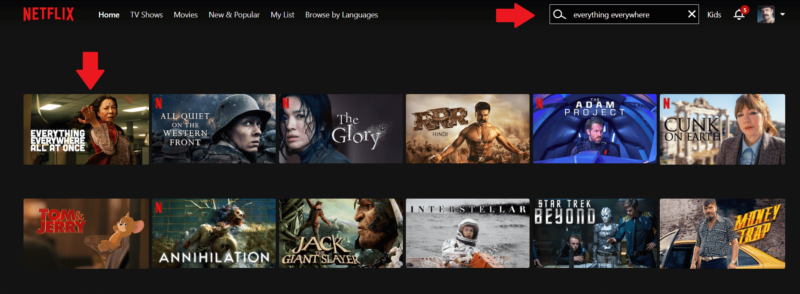 NETFLIX
Home TV Shows Movies New & Popular My List Browse by Languages
everything everywhere
Kids
5
EVERYTHING
EVERYWHERE
ALL AT ONCE
N
ALL QUIET
ON THE
WESTERN
FRONT
N
The
Glory
RRR
HINDI
N
THE
ADAM
PROJECT
N
CUNK
ON EARTH
TOM&
JERRY
N
ANNIHILATION
JACK
GIANT SLAYER
INTERSTELLAR
STAR TREK
BEYOND
MONEY
TRAP